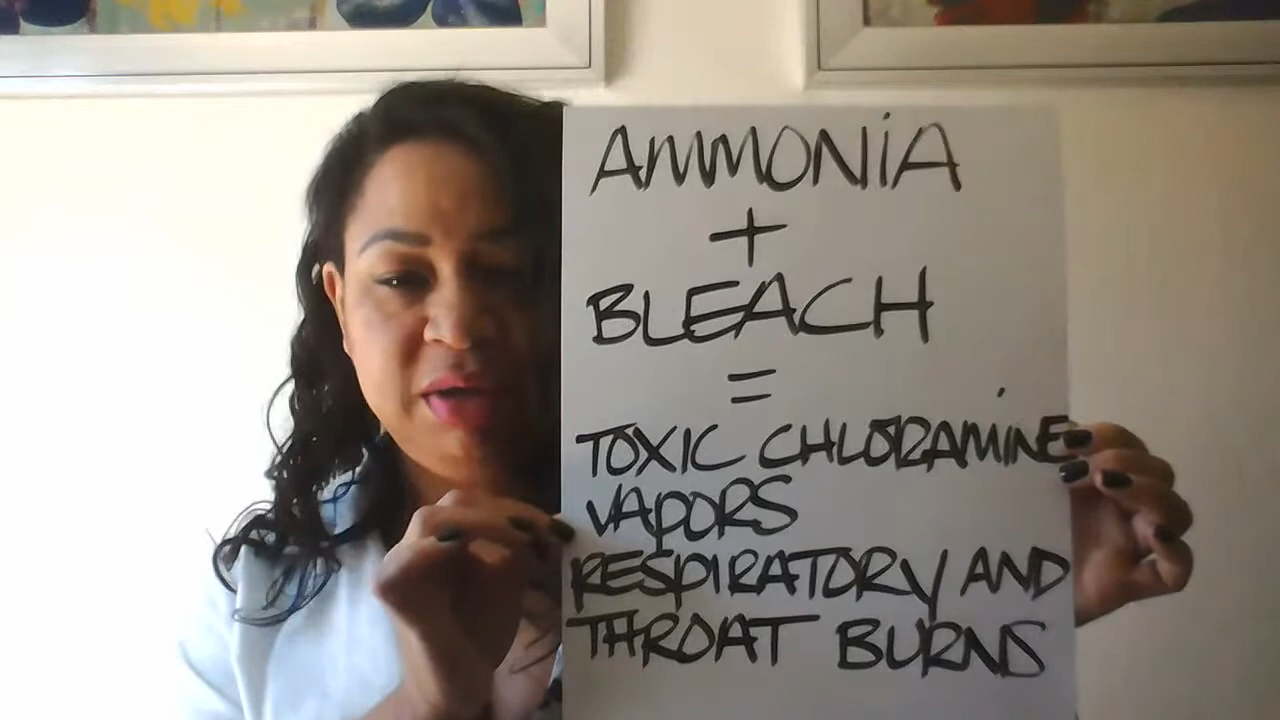 AMMONiA
+
BLEACH
=
TOXIC CHLORAMINE
VAPORS
RESPIRATORY AND
THROAT BURNS